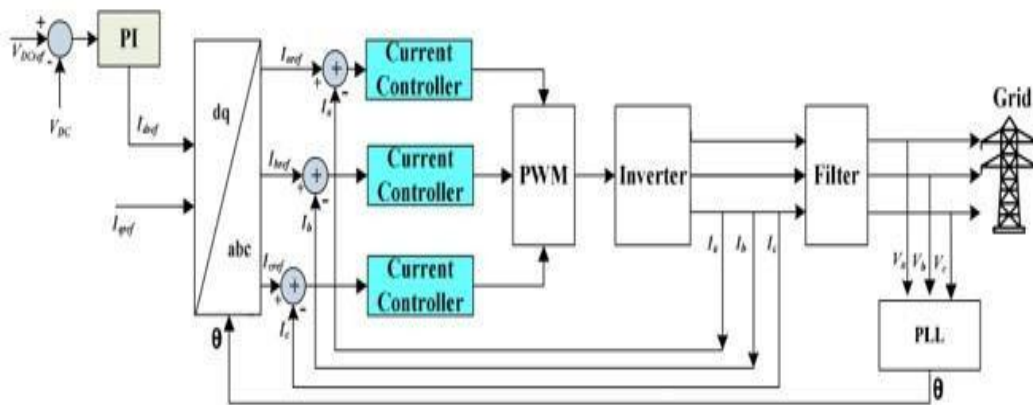 PI
V_DCref
+
-
V_DC
I_dref
I_qref
dq
abc
θ
I_aref
+
+
-
I_a
Current
Controller
I_bref
+
+
-
I_b
Current
Controller
I_cref
+
+
-
I_c
Current
Controller
PWM
Inverter
I_a
I_b
I_c
Filter
Grid
V_a
V_b
V_c
PLL
θ